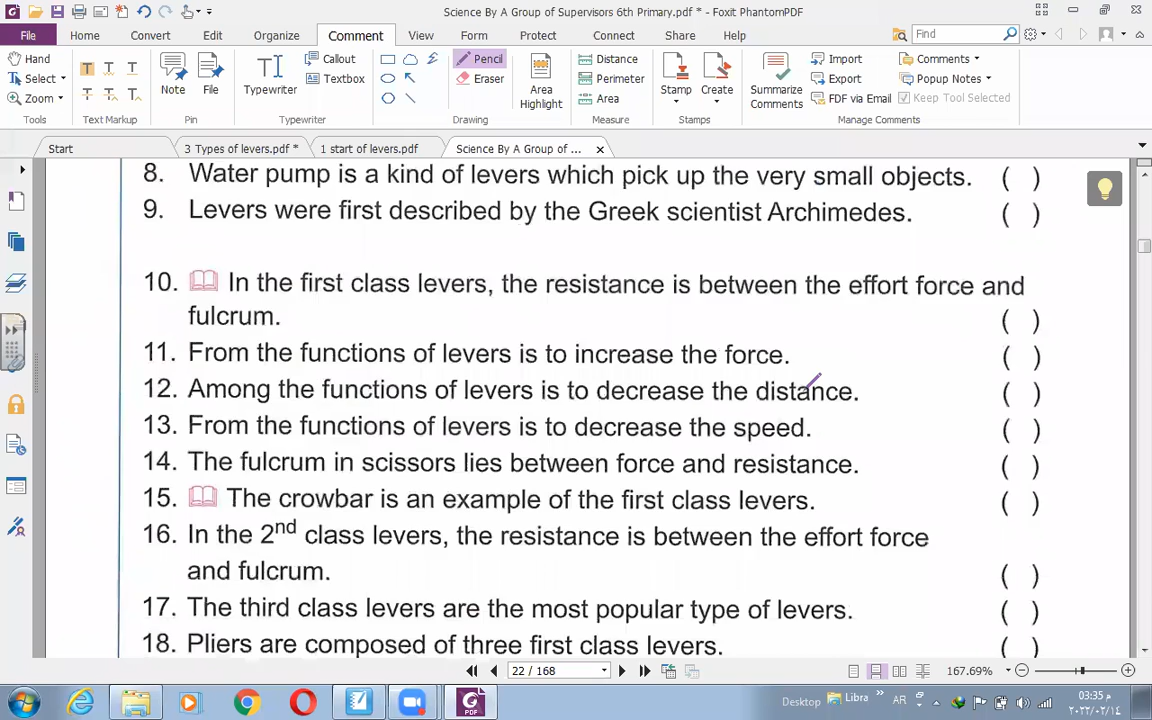 Science By A Group of Supervisors 6th Primary.pdf * - Foxit PhantomPDF
File Home Convert Edit Organize Comment View Form Protect Connect Share Help Find
Hand Select Zoom Tools
Text Markup
Note File Pin
Typewriter Callout Textbox Typewriter
Pencil Eraser Drawing
Area Highlight Distance Perimeter Area Measure
Stamp Create Stamps
Summarize Comments Import Export FDF via Email Comments Popup Notes Keep Tool Selected Manage Comments
Start 3 Types of levers.pdf * 1 start of levers.pdf Science By A Group of ...
8. Water pump is a kind of levers which pick up the very small objects. ( )
9. Levers were first described by the Greek scientist Archimedes. ( )
10. In the first class levers, the resistance is between the effort force and
fulcrum. ( )
11. From the functions of levers is to increase the force. ( )
12. Among the functions of levers is to decrease the distance. ( )
13. From the functions of levers is to decrease the speed. ( )
14. The fulcrum in scissors lies between force and resistance. ( )
15. The crowbar is an example of the first class levers. ( )
16. In the 2nd class levers, the resistance is between the effort force
and fulcrum. ( )
17. The third class levers are the most popular type of levers. ( )
18. Pliers are composed of three first class levers. ( )
22 / 168 167.69%
Desktop Libra AR 03:35 م
٢٠٢٢/٠٢/١٤